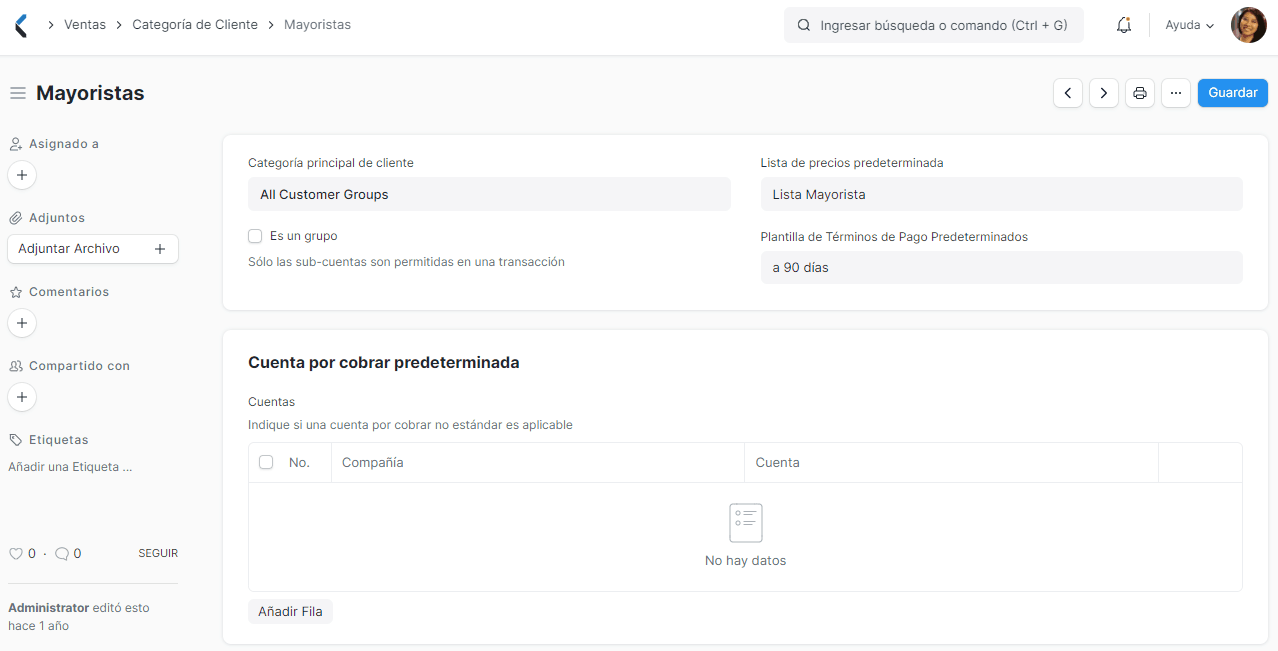 Ventas
Categoría de Cliente
Mayoristas
Ingresar búsqueda o comando (Ctrl + G)
Ayuda
Mayoristas
Guardar
Asignado a
Adjuntos
Adjuntar Archivo
Comentarios
Compartido con
Etiquetas
Añadir una Etiqueta ...
0 · 0 SEGUIR
Administrator editó esto
hace 1 año
Categoría principal de cliente
All Customer Groups
Es un grupo
Sólo las sub-cuentas son permitidas en una transacción
Lista de precios predeterminada
Lista Mayorista
Plantilla de Términos de Pago Predeterminados
a 90 días
Cuenta por cobrar predeterminada
Cuentas
Indique si una cuenta por cobrar no estándar es aplicable
No. Compañía Cuenta
No hay datos
Añadir Fila